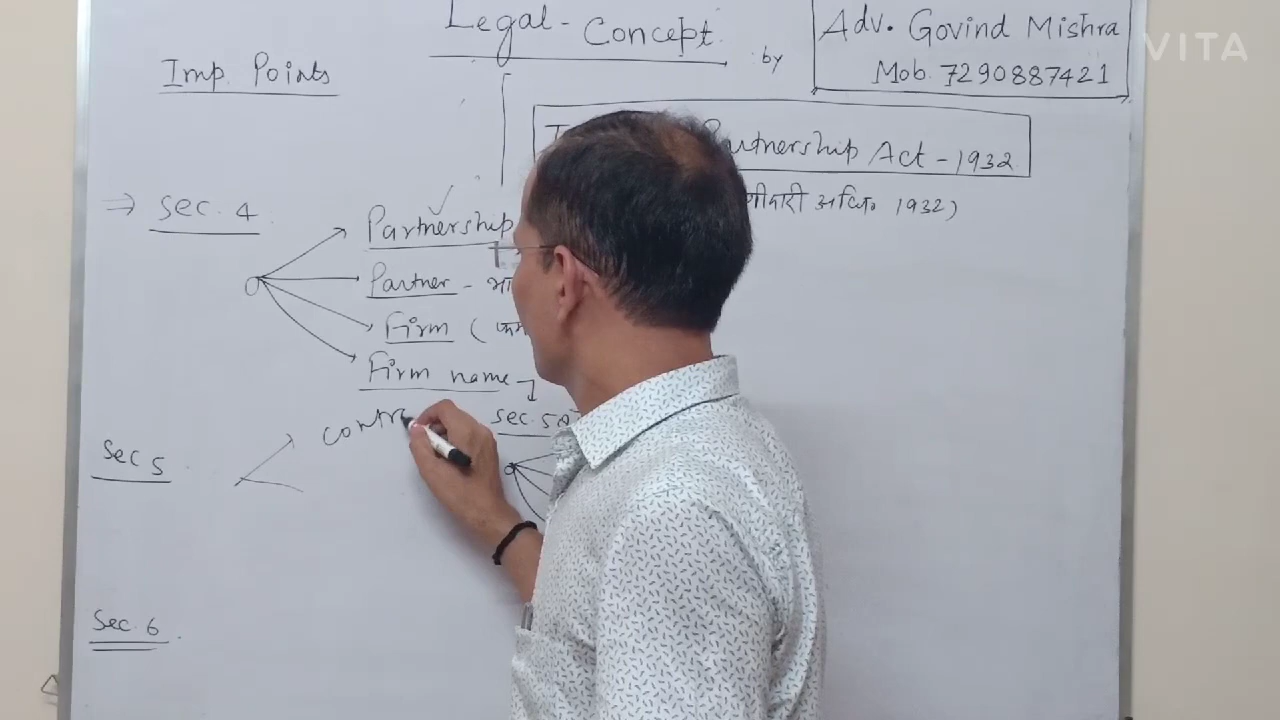 Legal - Concept
by
Adv. Govind Mishra
Mob. 7290887421
VITA
Imp. Points
Partnership Act - 1932
1932)
⇒ Sec. 4
Partnership
Partner -
Firm (
Firm name -
Sec 5
contr
Sec. 58
Sec. 6